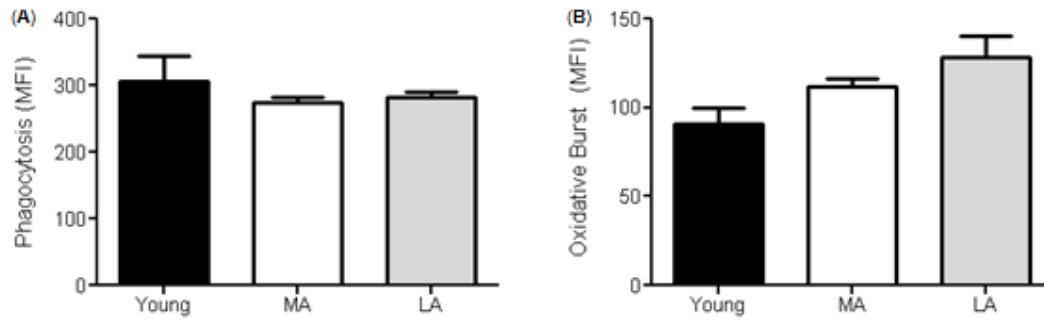 (A)
400
300
200
100
0
Phagocytosis (MFI)
Young MA LA
(B)
150
100
50
0
Oxidative Burst (MFI)
Young MA LA